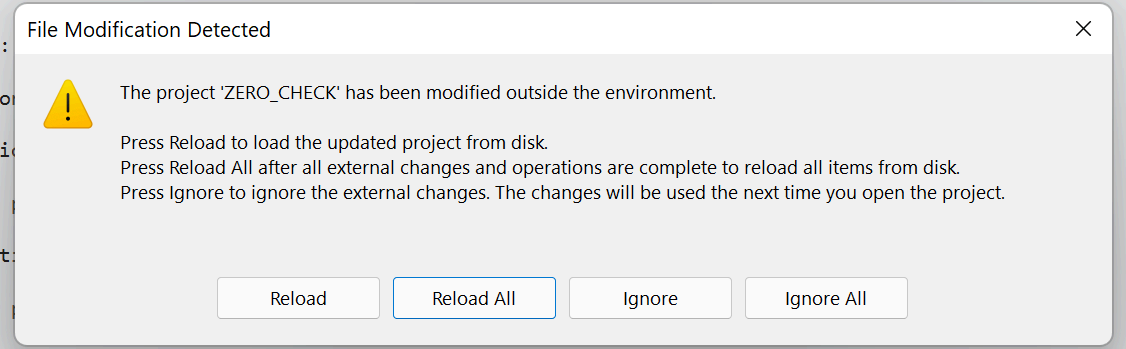 File Modification Detected
The project 'ZERO_CHECK' has been modified outside the environment.
Press Reload to load the updated project from disk.
Press Reload All after all external changes and operations are complete to reload all items from disk.
Press Ignore to ignore the external changes. The changes will be used the next time you open the project.
Reload
Reload All
Ignore
Ignore All